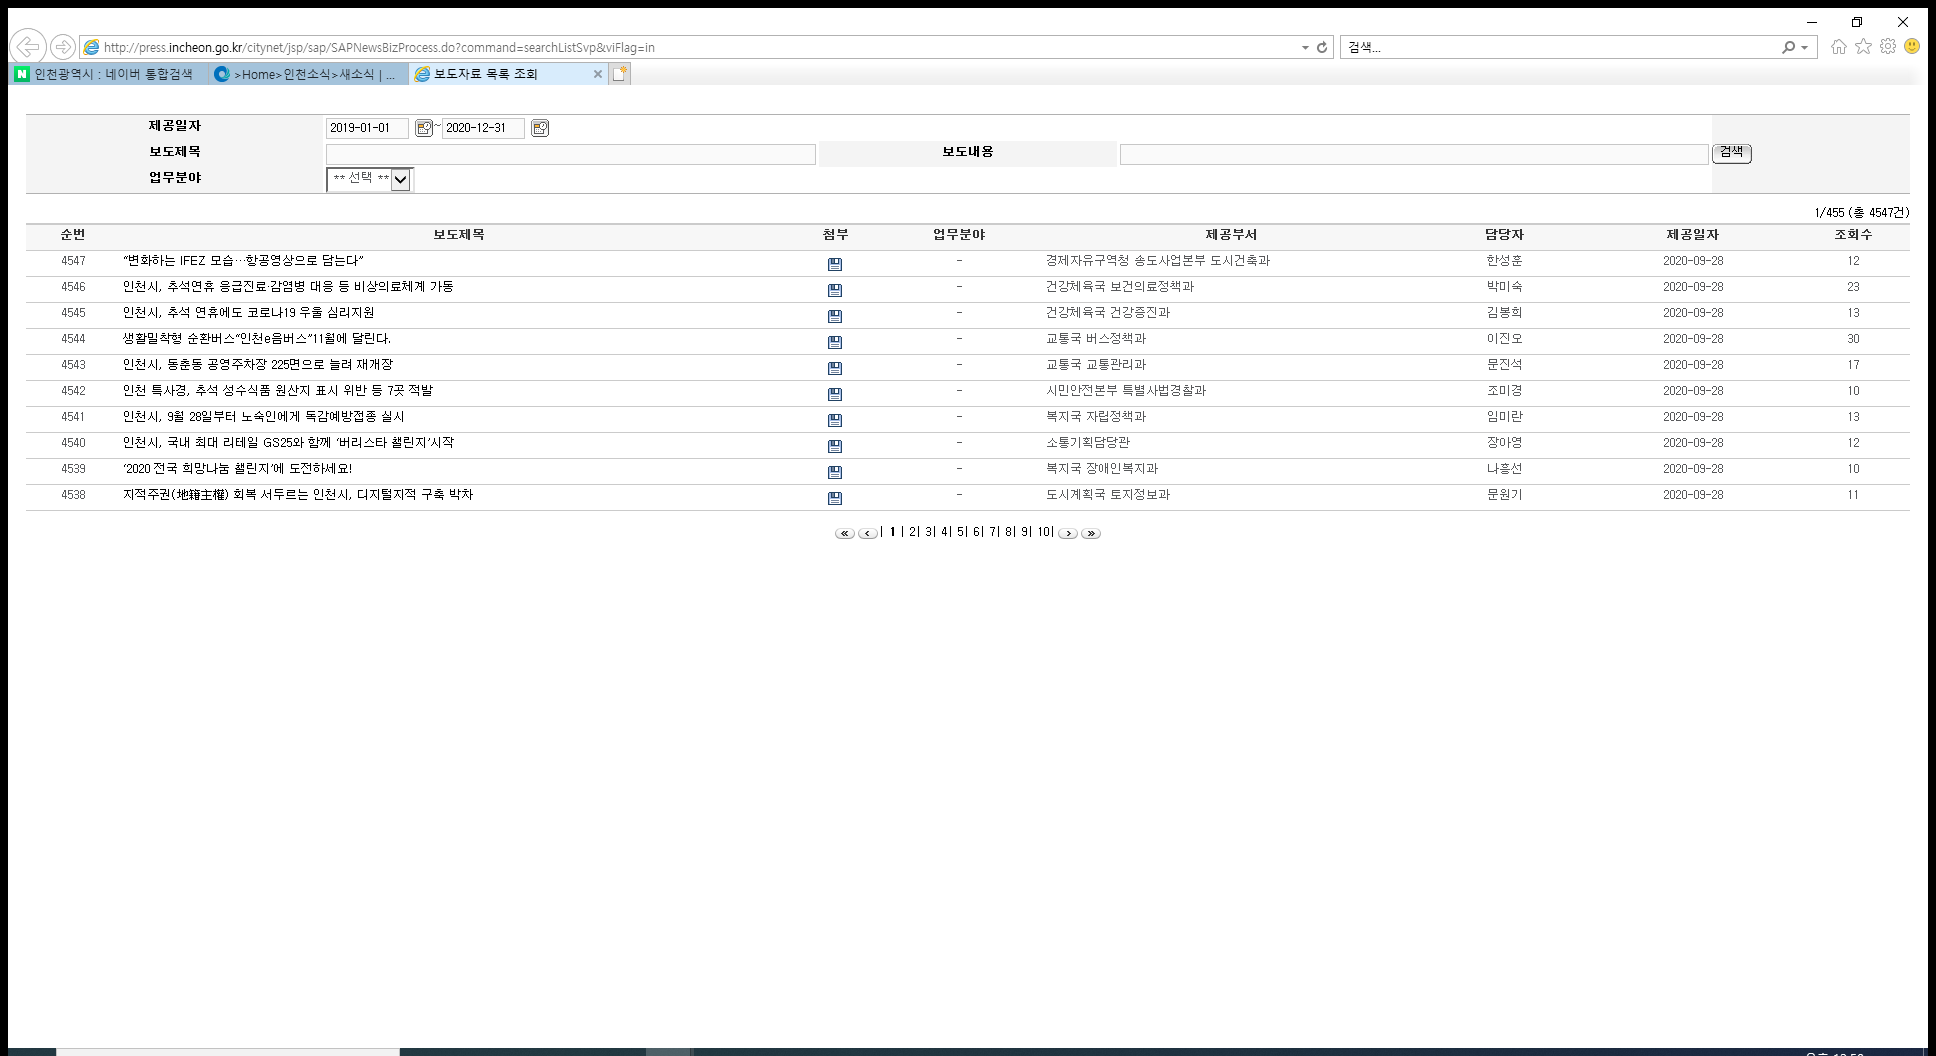 http://press.incheon.go.kr/citynet/jsp/sap/SAPNewsBizProcess.do?command=searchListSvp&viFlag=in 검색...
인천광역시 : 네이버 통합검색 >Home>인천소식>새소식 | ... 보도자료 목록 조회
제공일자 2019-01-01 ~ 2020-12-31
보도제목 보도내용 검색
업무분야 ** 선택 **
1/455 (총 4547건)
순번 보도제목 첨부 업무분야 제공부서 담당자 제공일자 조회수
4547 “변화하는 IFEZ 모습…항공영상으로 담는다” - 경제자유구역청 송도사업본부 도시건축과 한성훈 2020-09-28 12
4546 인천시, 추석연휴 응급진료·감염병 대응 등 비상의료체계 가동 - 건강체육국 보건의료정책과 박미숙 2020-09-28 23
4545 인천시, 추석 연휴에도 코로나19 우울 심리지원 - 건강체육국 건강증진과 김봉희 2020-09-28 13
4544 생활밀착형 순환버스“인천e음버스”11월에 달린다. - 교통국 버스정책과 이진오 2020-09-28 30
4543 인천시, 동춘동 공영주차장 225면으로 늘려 재개장 - 교통국 교통관리과 문진석 2020-09-28 17
4542 인천 특사경, 추석 성수식품 원산지 표시 위반 등 7곳 적발 - 시민안전본부 특별사법경찰과 조미경 2020-09-28 10
4541 인천시, 9월 28일부터 노숙인에게 독감예방접종 실시 - 복지국 자립정책과 임미란 2020-09-28 13
4540 인천시, 국내 최대 리테일 GS25와 함께 ‘버리스타 챌린지’시작 - 소통기획담당관 장아영 2020-09-28 12
4539 ‘2020 전국 희망나눔 챌린지’에 도전하세요! - 복지국 장애인복지과 나흥선 2020-09-28 10
4538 지적주권(地籍主權) 회복 서두르는 인천시, 디지털지적 구축 박차 - 도시계획국 토지정보과 문원기 2020-09-28 11
« ‹ | 1 | 2| 3| 4| 5| 6| 7| 8| 9| 10| › »